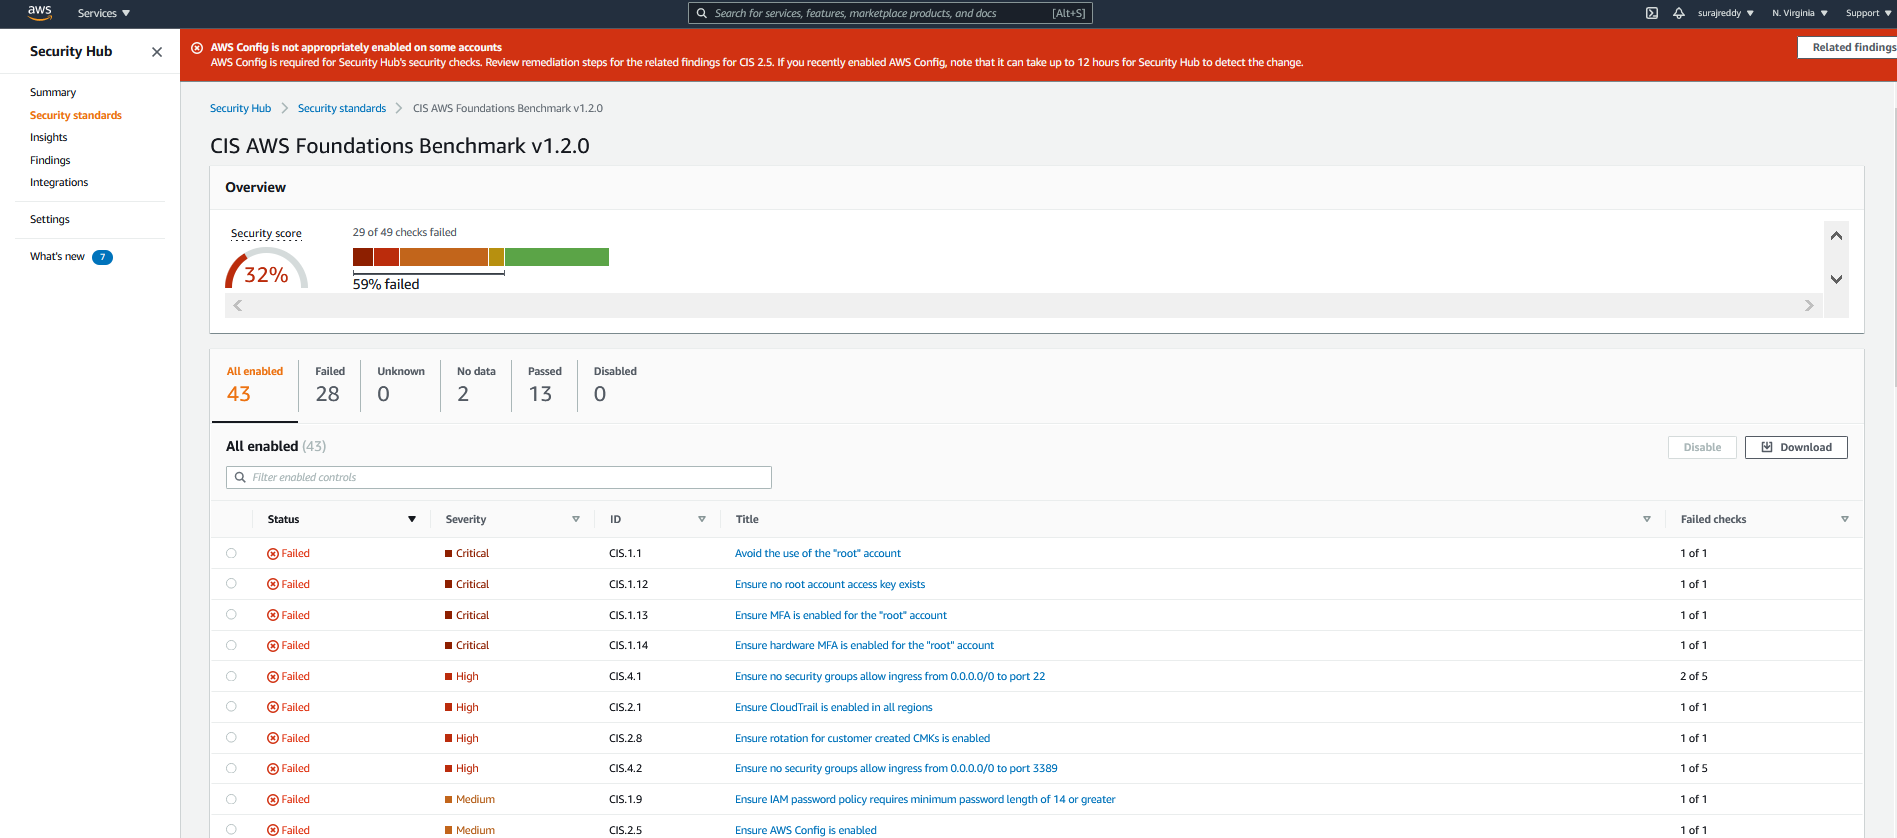 aws
Services ▼
Search for services, features, marketplace products, and docs [Alt+S]
surajreddy ▼ N. Virginia ▼ Support ▼
Security Hub
Summary
Security standards
Insights
Findings
Integrations
Settings
What's new 7
AWS Config is not appropriately enabled on some accounts
AWS Config is required for Security Hub's security checks. Review remediation steps for the related findings for CIS 2.5. If you recently enabled AWS Config, note that it can take up to 12 hours for Security Hub to detect the change.
Related findings
Security Hub > Security standards > CIS AWS Foundations Benchmark v1.2.0
CIS AWS Foundations Benchmark v1.2.0
Overview
Security score
32%
29 of 49 checks failed
59% failed
All enabled Failed Unknown No data Passed Disabled
43 28 0 2 13 0
All enabled (43)
Disable Download
Filter enabled controls
Status Severity ID Title Failed checks
Failed Critical CIS.1.1 Avoid the use of the "root" account 1 of 1
Failed Critical CIS.1.12 Ensure no root account access key exists 1 of 1
Failed Critical CIS.1.13 Ensure MFA is enabled for the "root" account 1 of 1
Failed Critical CIS.1.14 Ensure hardware MFA is enabled for the "root" account 1 of 1
Failed High CIS.4.1 Ensure no security groups allow ingress from 0.0.0.0/0 to port 22 2 of 5
Failed High CIS.2.1 Ensure CloudTrail is enabled in all regions 1 of 1
Failed High CIS.2.8 Ensure rotation for customer created CMKs is enabled 1 of 1
Failed High CIS.4.2 Ensure no security groups allow ingress from 0.0.0.0/0 to port 3389 1 of 5
Failed Medium CIS.1.9 Ensure IAM password policy requires minimum password length of 14 or greater 1 of 1
Failed Medium CIS.2.5 Ensure AWS Config is enabled 1 of 1